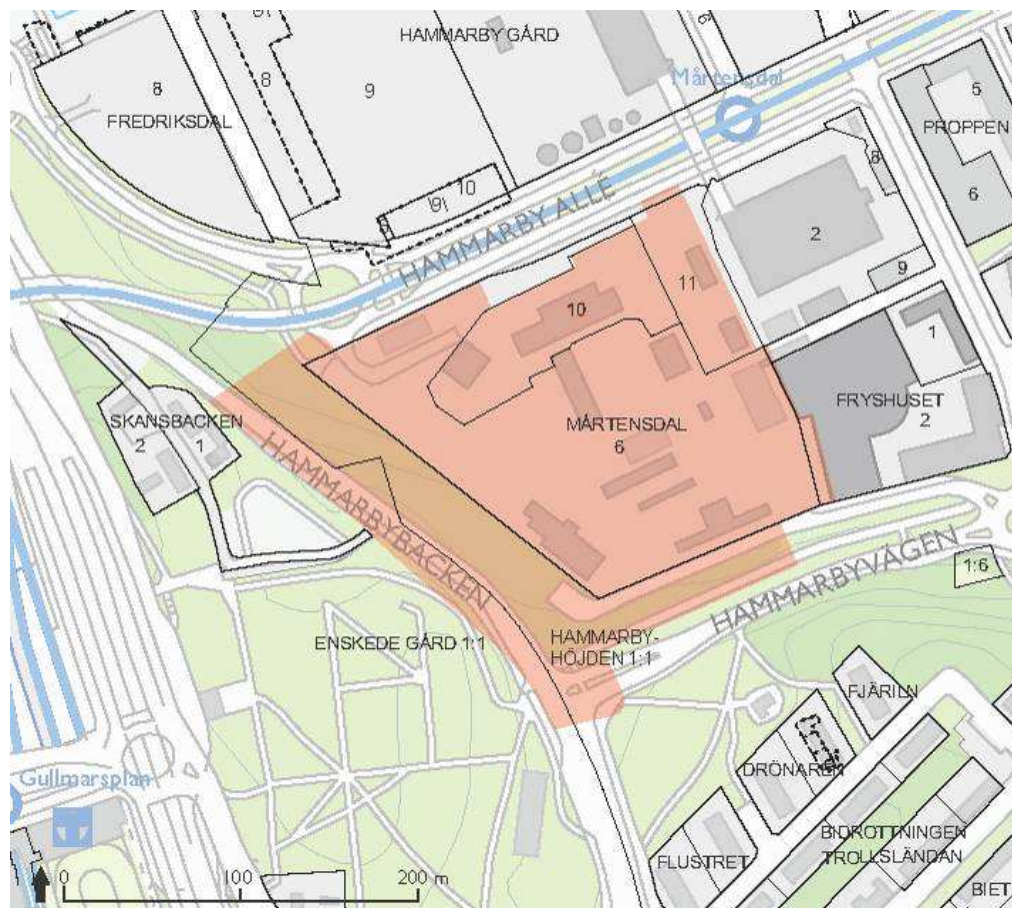 HAMMARBY GÅRD
6
Mårtensdal
8
8
9
5
FREDRIKSDAL
PROPPEN
8
10
6
HAMMARBY ALLÉ
2
9
11
10
1
SKANSBACKEN
2
1
FRYSHUSET
2
MÅRTENSDAL
6
HAMMARBYBACKEN
HAMMARBYVÄGEN
1:6
ENSKEDE GÅRD 1:1
HAMMARBY-
HÖJDEN 1:1
FJÄRILN
Gullmarsplan
DRÖNAREN
BIDROTTNINGEN
TROLLSLÄNDAN
FLUSTRET
BIET
0
100
200 m